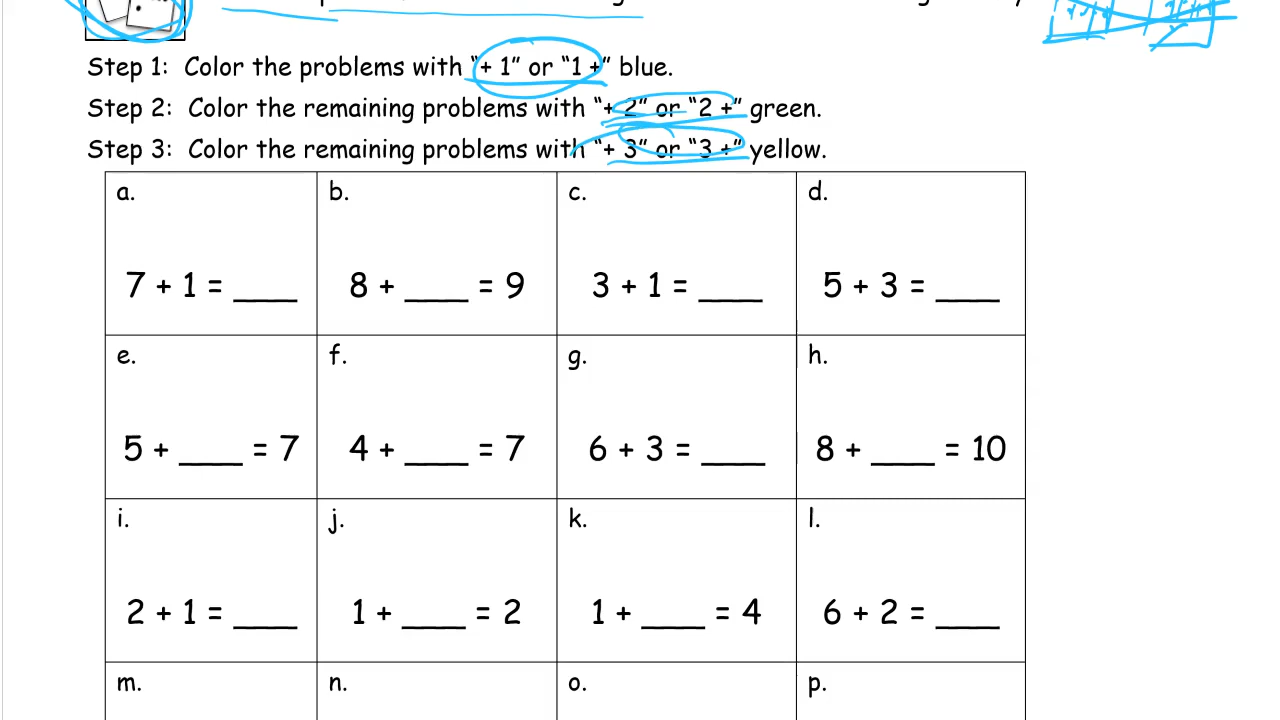 Step 1: Color the problems with “+ 1” or “1 +” blue.
Step 2: Color the remaining problems with “+ 2” or “2 +” green.
Step 3: Color the remaining problems with “+ 3” or “3 +” yellow.
a. b. c. d.
7 + 1 = ____ 8 + ____ = 9 3 + 1 = ____ 5 + 3 = ____
e. f. g. h.
5 + ____ = 7 4 + ____ = 7 6 + 3 = ____ 8 + ____ = 10
i. j. k. l.
2 + 1 = ____ 1 + ____ = 2 1 + ____ = 4 6 + 2 = ____
m. n. o. p.